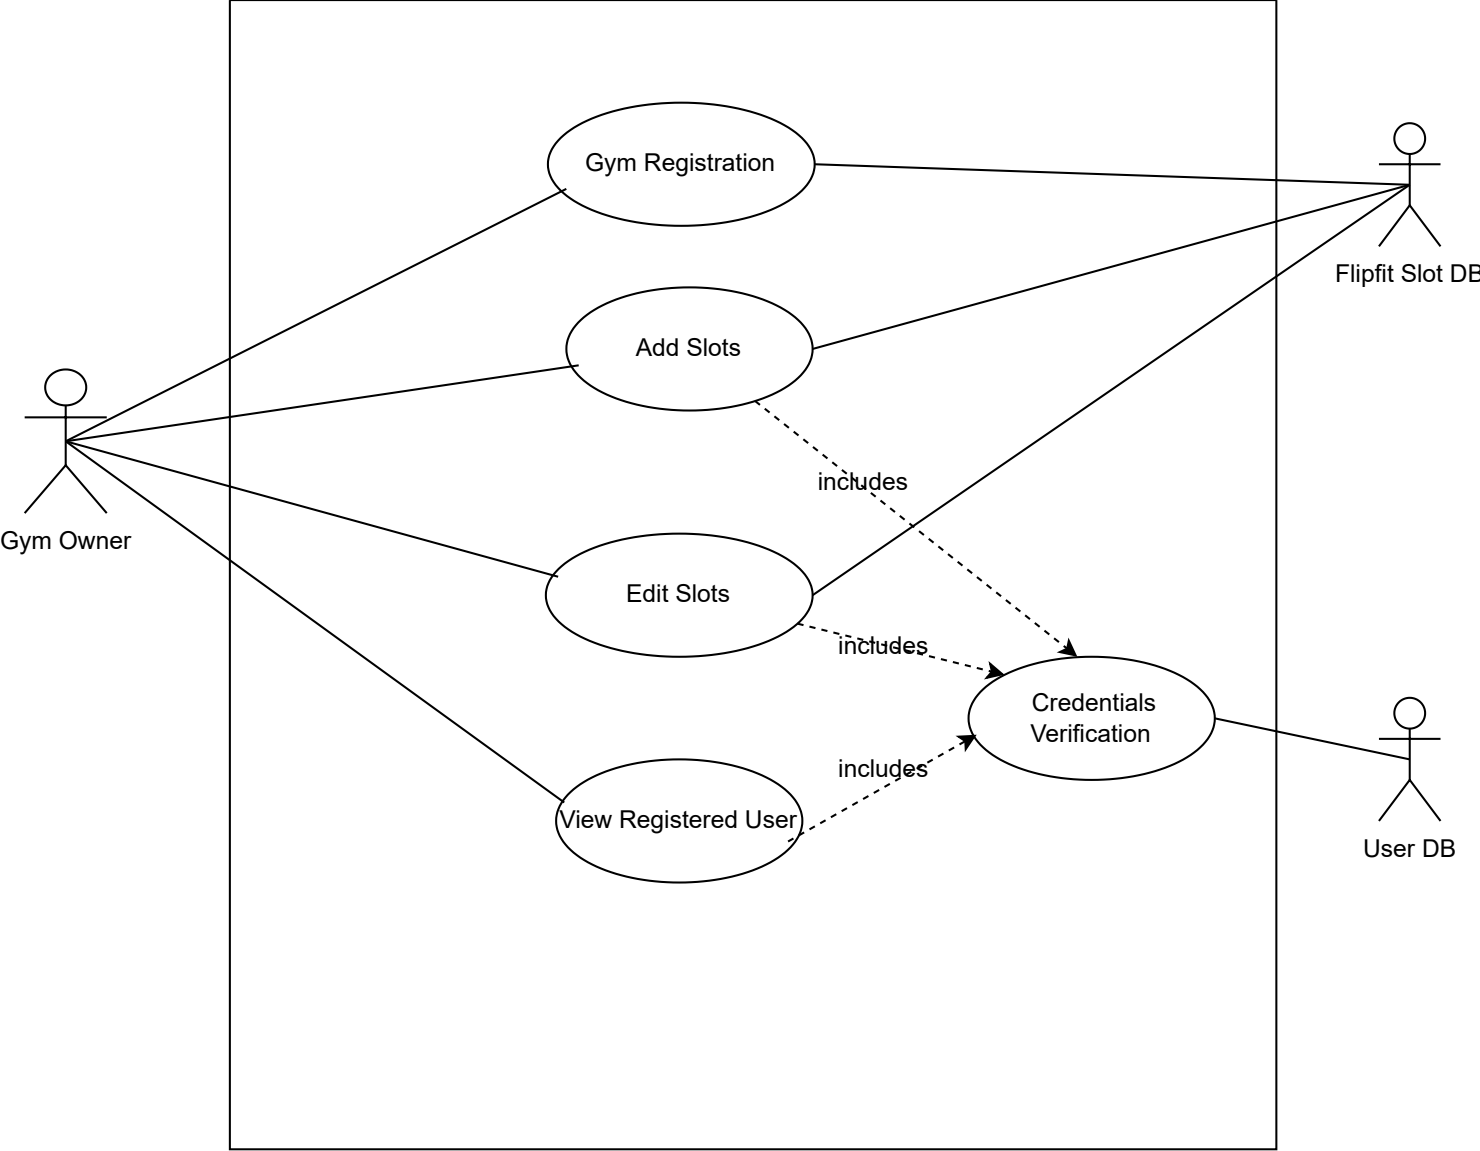 Gym Registration
Flipfit Slot DB
Add Slots
includes
Gym Owner
Edit Slots
includes
Credentials
Verification
includes
View Registered User
User DB